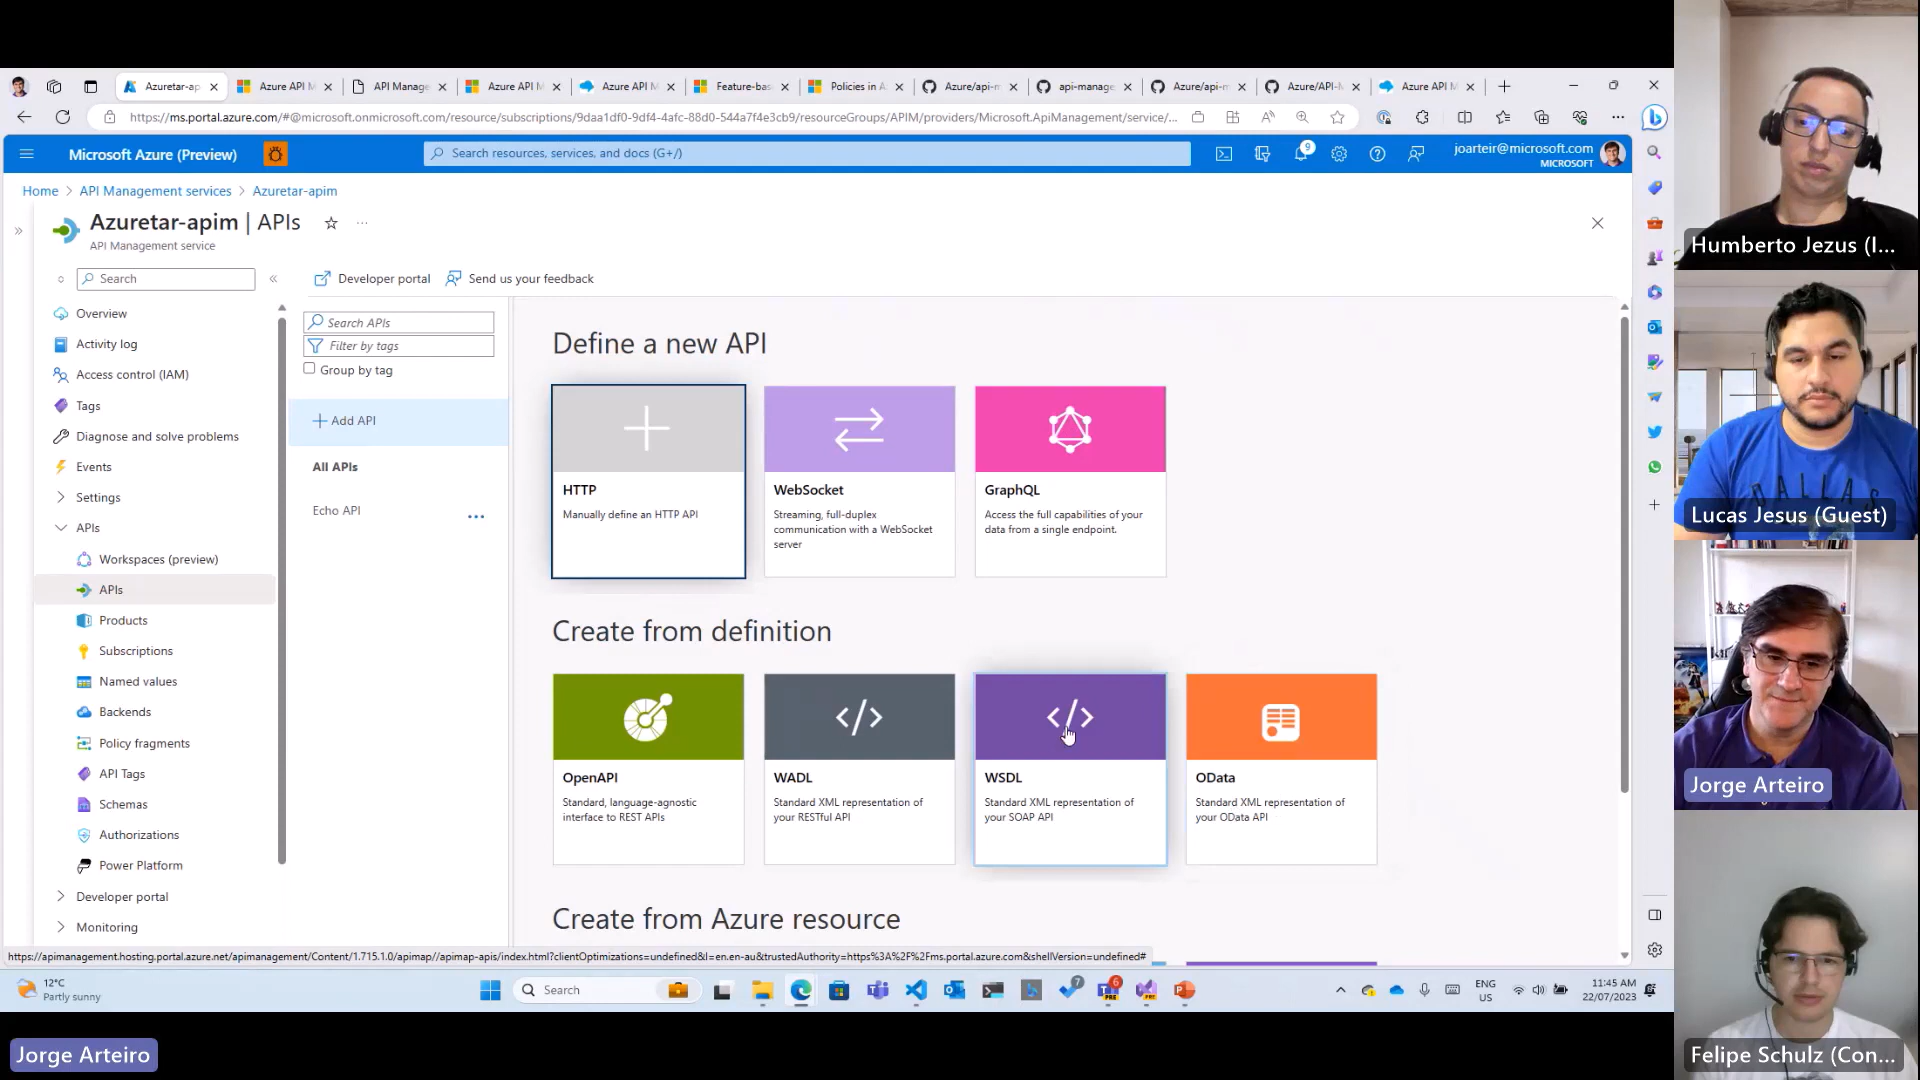 Azuretar-ap
Azure API M
API Manage
Azure API M
Azure API M
Feature-bas
Policies in A
Azure/api-m
api-manage
Azure/api-m
Azure/API-M
Azure API M
https://ms.portal.azure.com/#@microsoft.onmicrosoft.com/resource/subscriptions/9daa1df0-9df4-4afc-88d0-544a7f4e3cb9/resourceGroups/APIM/providers/Microsoft.ApiManagement/service/...
Microsoft Azure (Preview)
Search resources, services, and docs (G+/)
9
joarteir@microsoft.com
MICROSOFT
Home > API Management services > Azuretar-apim
Azuretar-apim | APIs
API Management service
Search
Developer portal
Send us your feedback
Overview
Activity log
Access control (IAM)
Tags
Diagnose and solve problems
Events
Settings
APIs
Workspaces (preview)
APIs
Products
Subscriptions
Named values
Backends
Policy fragments
API Tags
Schemas
Authorizations
Power Platform
Developer portal
Monitoring
Search APIs
Filter by tags
Group by tag
+ Add API
All APIs
Echo API
Define a new API
HTTP
Manually define an HTTP API
WebSocket
Streaming, full-duplex
communication with a WebSocket
server
GraphQL
Access the full capabilities of your
data from a single endpoint.
Create from definition
OpenAPI
Standard, language-agnostic
interface to REST APIs
WADL
Standard XML representation of
your RESTful API
WSDL
Standard XML representation of
your SOAP API
OData
Standard XML representation of
your OData API
Create from Azure resource
https://apimanagement.hosting.portal.azure.net/apimanagement/Content/1.715.1.0/apimap//apimap-apis/index.html?clientOptimizations=undefined&l=en.en-au&trustedAuthority=https%3A%2F%2Fms.portal.azure.com&shellVersion=undefined#
12°C
Partly sunny
Search
7
6
PRE
PRE
ENG
US
11:45 AM
22/07/2023
Jorge Arteiro
Humberto Jezus (I...
DALLAS
Lucas Jesus (Guest)
Jorge Arteiro
Felipe Schulz (Con...